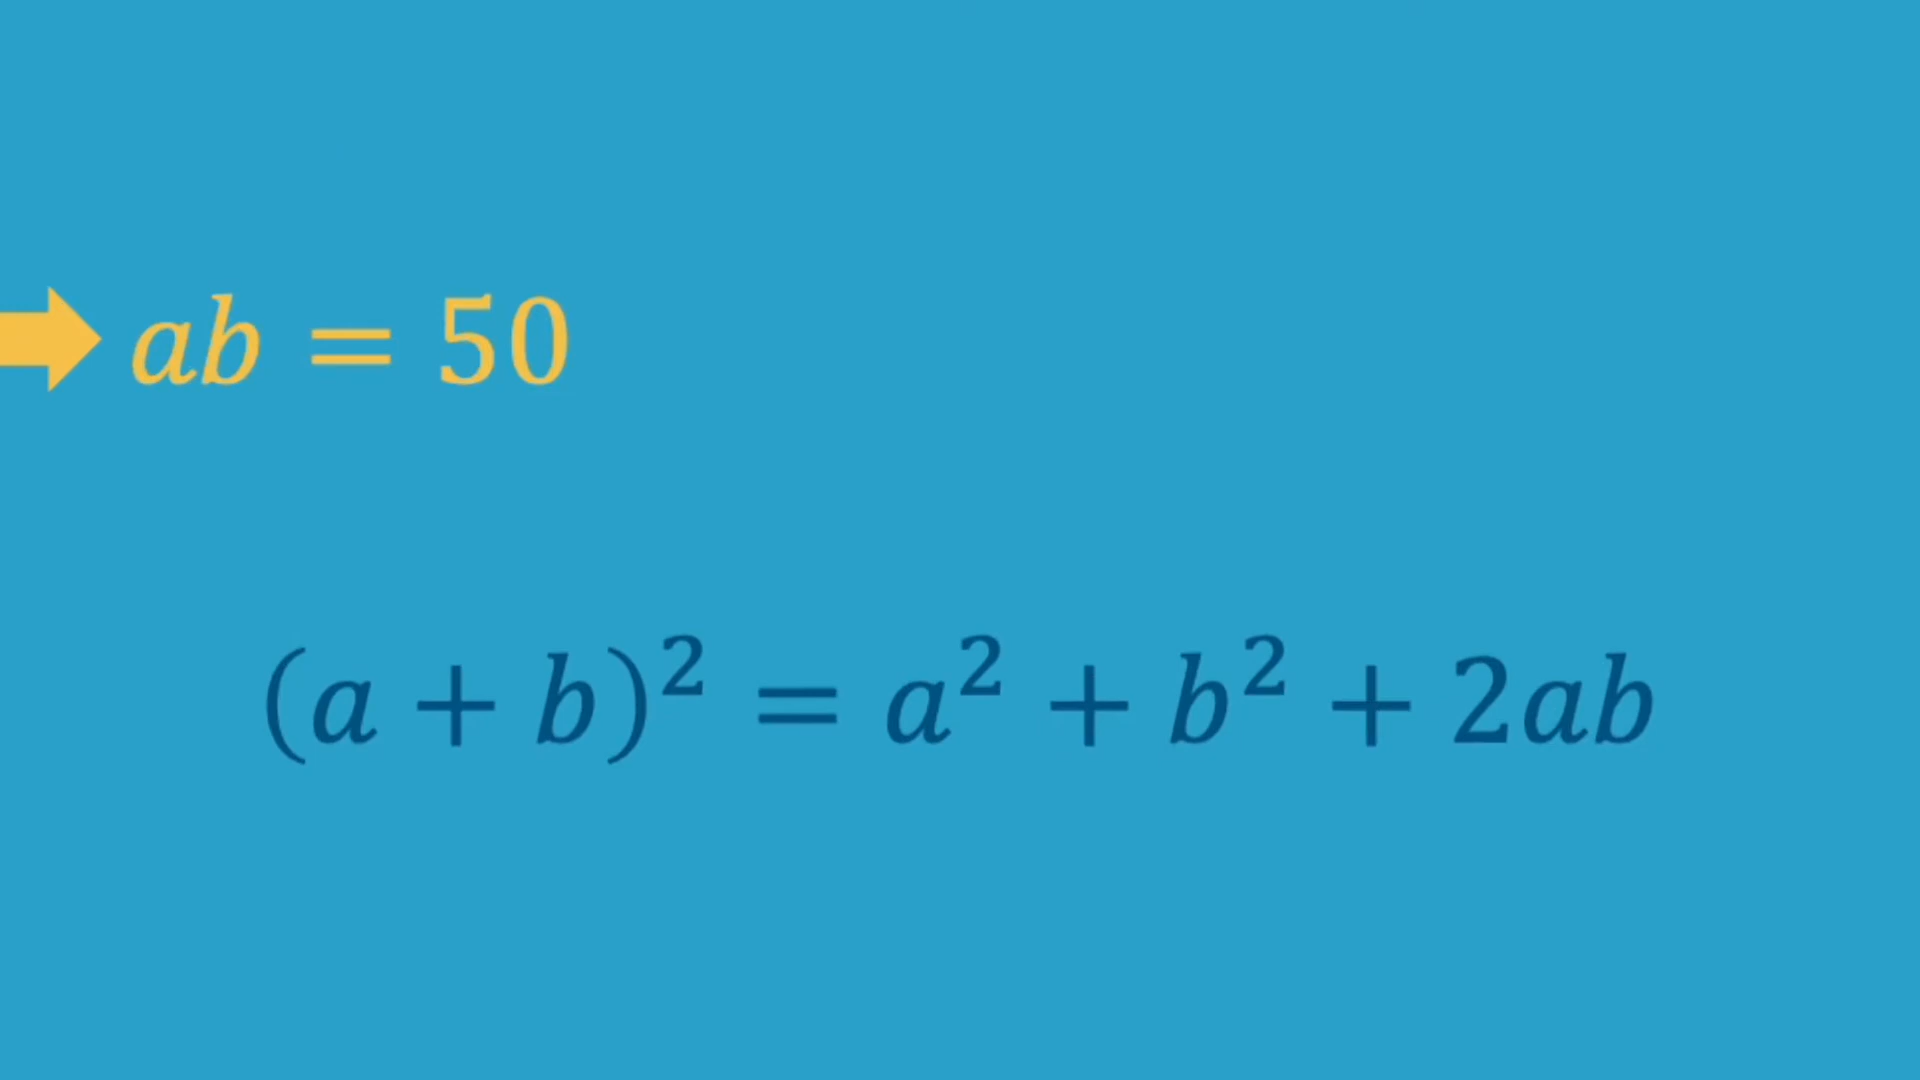 ab = 50
(a + b)² = a² + b² + 2ab